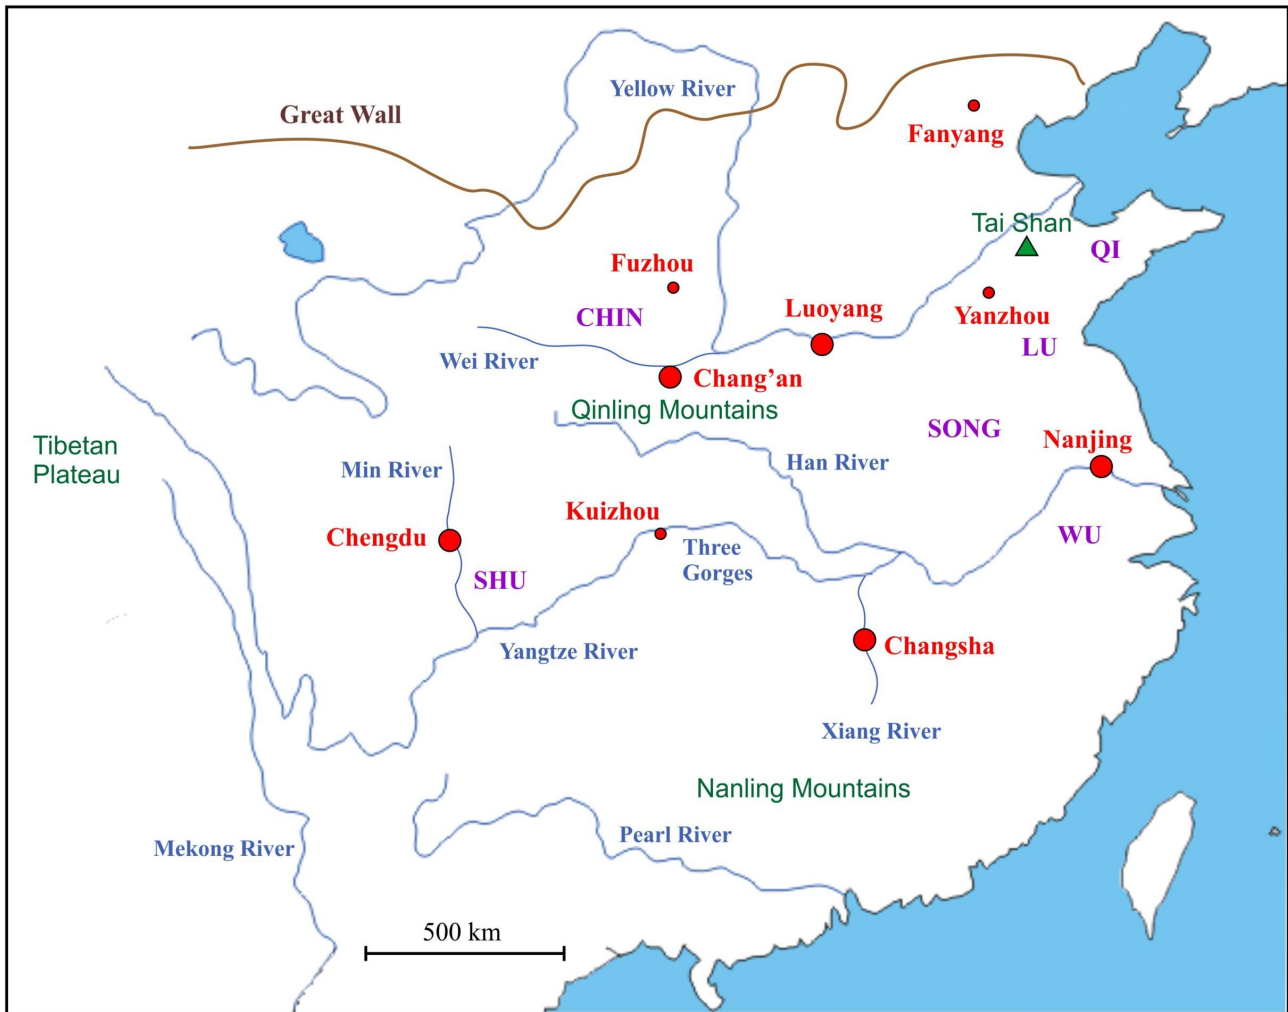 Yellow River
Great Wall
Fanyang
Tai Shan
QI
Fuzhou
CHIN
Luoyang
Yanzhou
LU
Wei River
Chang’an
Qinling Mountains
SONG
Nanjing
Tibetan
Plateau
Min River
Han River
Kuizhou
Chengdu
WU
Three
Gorges
SHU
Yangtze River
Changsha
Xiang River
Nanling Mountains
Pearl River
Mekong River
500 km